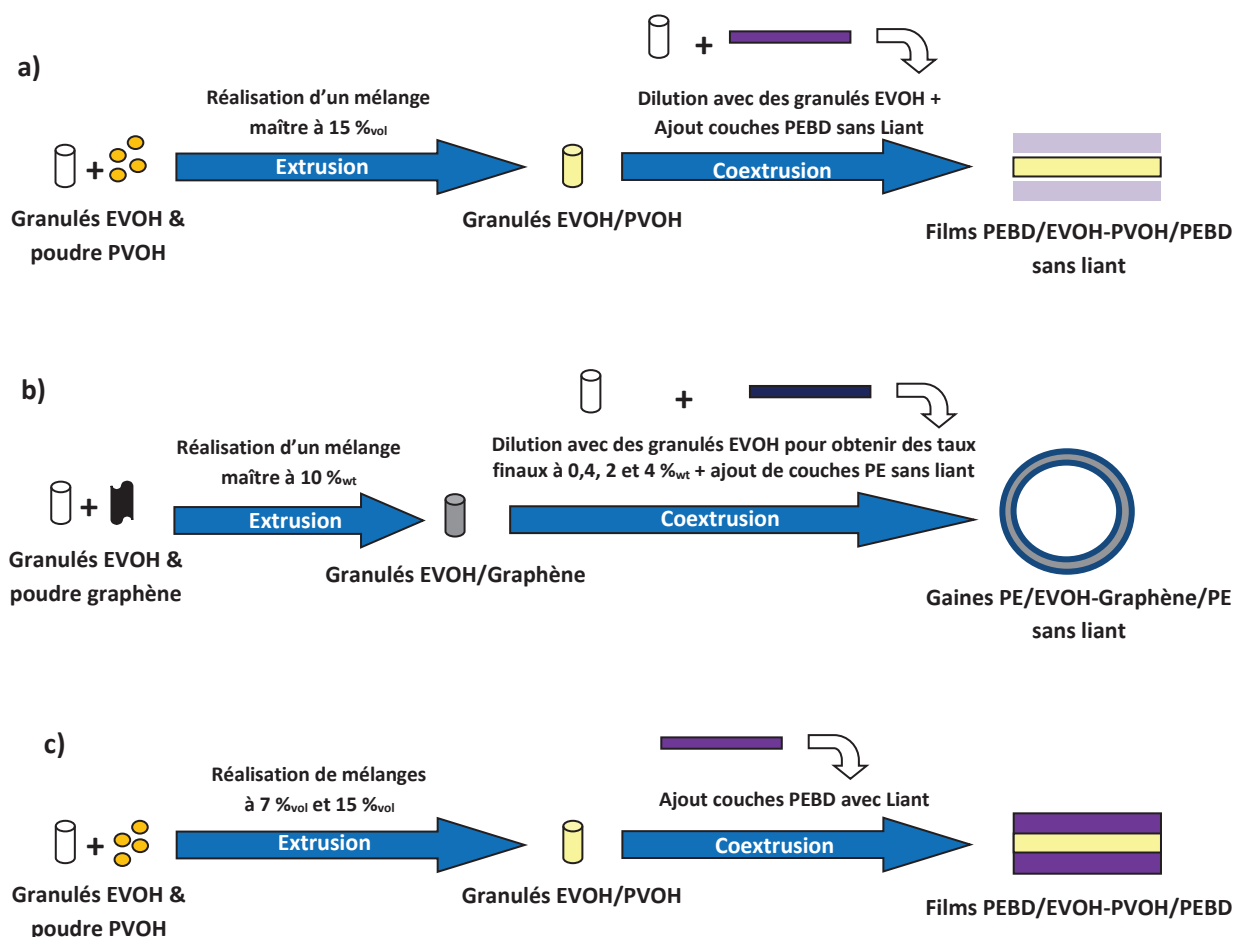 a)
+
Réalisation d'un mélange
maître à 15 %vol
Dilution avec des granulés EVOH +
Ajout couches PEBD sans Liant
+
Extrusion
Coextrusion
Granulés EVOH &
poudre PVOH
Granulés EVOH/PVOH
Films PEBD/EVOH-PVOH/PEBD
sans liant
b)
+
Réalisation d'un mélange
maître à 10 %wt
Dilution avec des granulés EVOH pour obtenir des taux
finaux à 0,4, 2 et 4 %wt + ajout de couches PE sans liant
+
Extrusion
Coextrusion
Granulés EVOH &
poudre graphène
Granulés EVOH/Graphène
Gaines PE/EVOH-Graphène/PE
sans liant
c)
Réalisation de mélanges
à 7 %vol et 15 %vol
Ajout couches PEBD avec Liant
+
Extrusion
Coextrusion
Granulés EVOH &
poudre PVOH
Granulés EVOH/PVOH
Films PEBD/EVOH-PVOH/PEBD